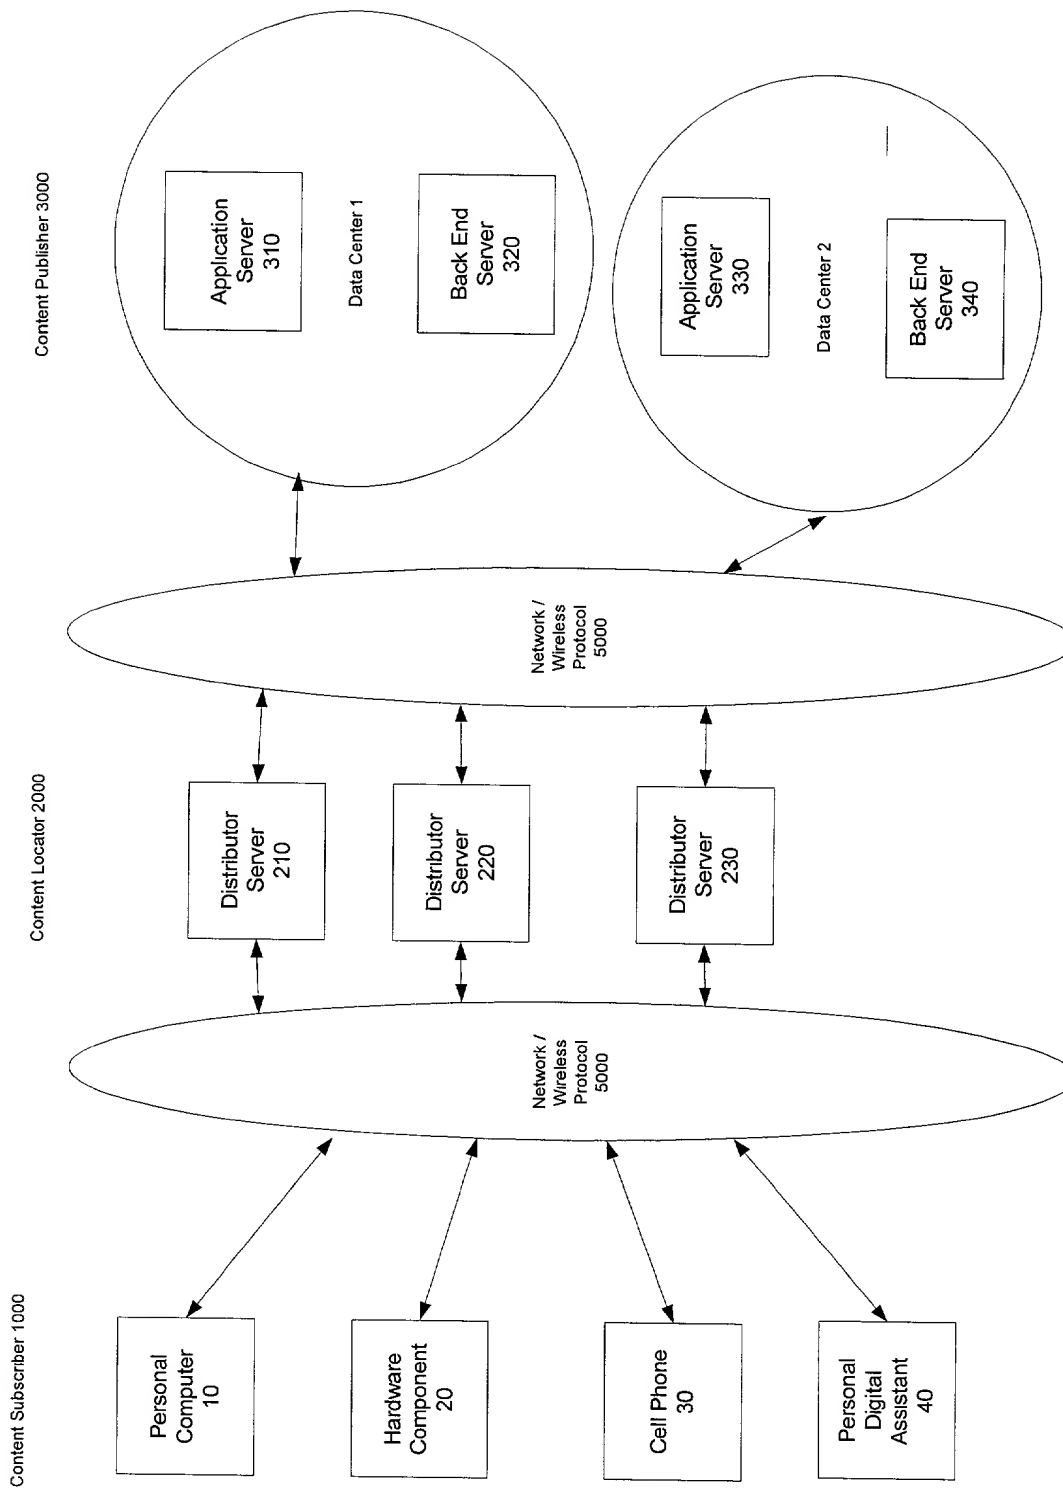 Content Subscriber 1000
Content Locator 2000
Content Publisher 3000
Personal
Computer
10
Hardware
Component
20
Cell Phone
30
Personal
Digital
Assistant
40
Network /
Wireless
Protocol
5000
Distributor
Server
210
Distributor
Server
220
Distributor
Server
230
Network /
Wireless
Protocol
5000
Application
Server
310
Data Center 1
Back End
Server
320
Application
Server
330
Data Center 2
Back End
Server
340